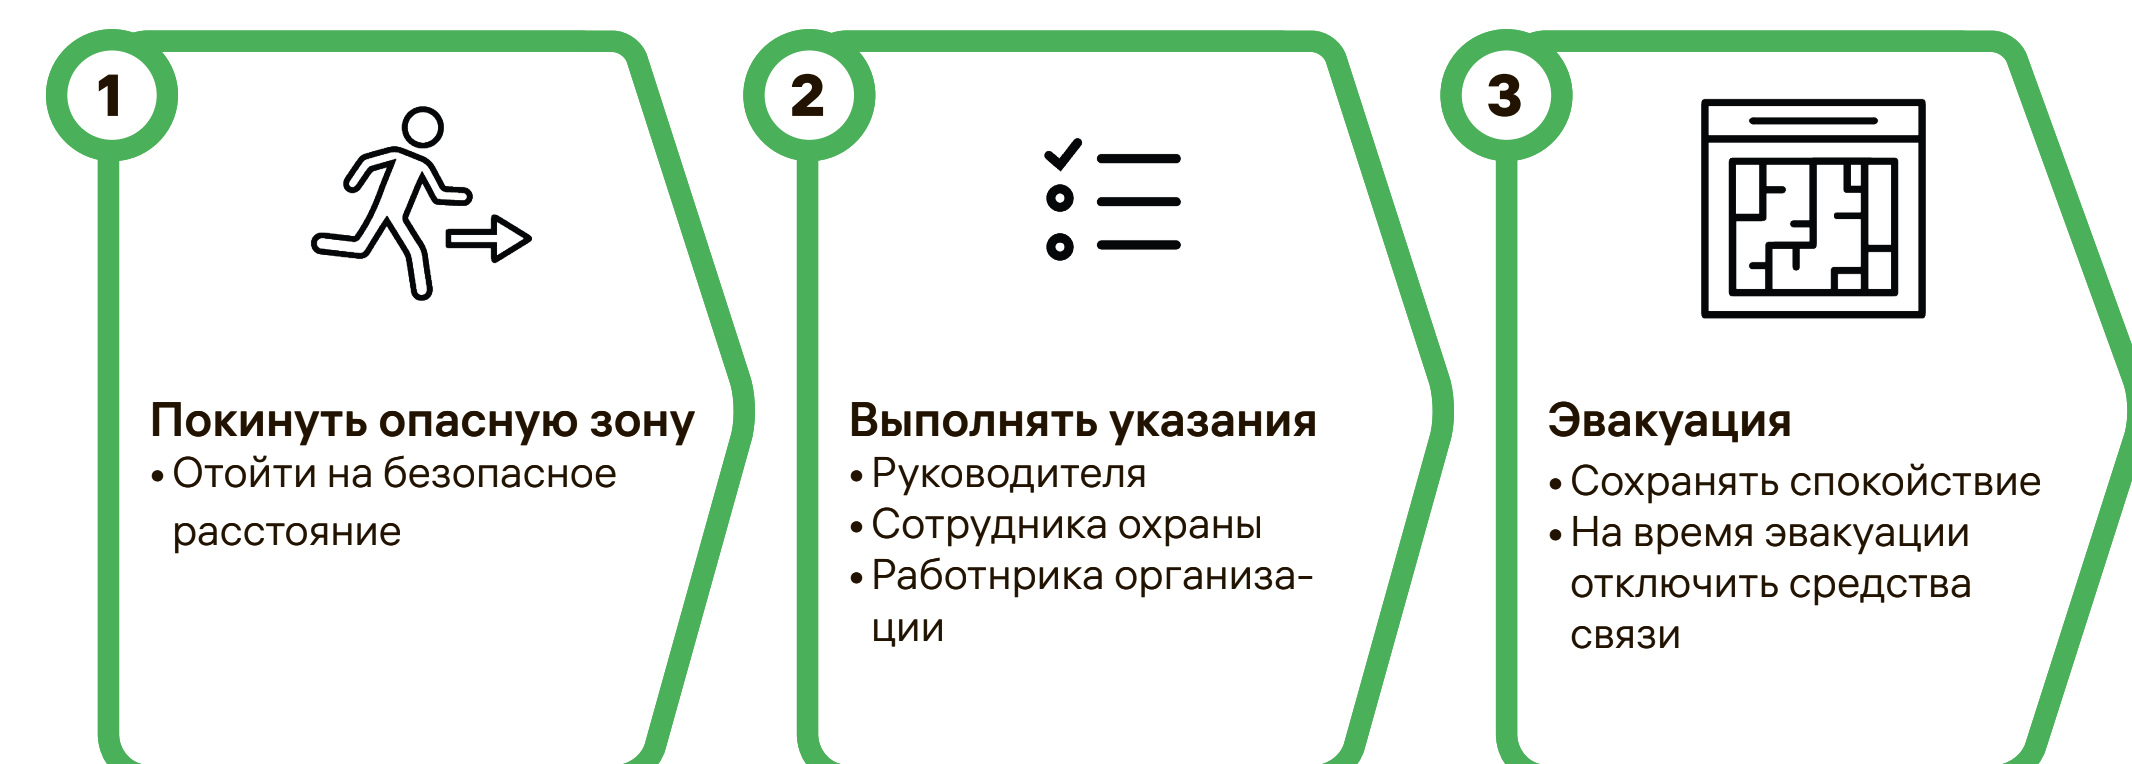 1
Покинуть опасную зону
• Отойти на безопасное
расстояние
2
Выполнять указания
• Руководителя
• Сотрудника охраны
• Работнрика организа-
ции
3
Эвакуация
• Сохранять спокойствие
• На время эвакуации
отключить средства
связи